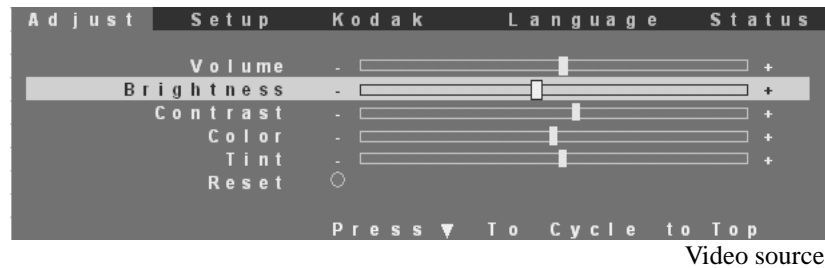 Adjust Setup Kodak Language Status
Volume - +
Brightness - +
Contrast - +
Color - +
Tint - +
Reset
Press ▼ To Cycle to Top
Video source